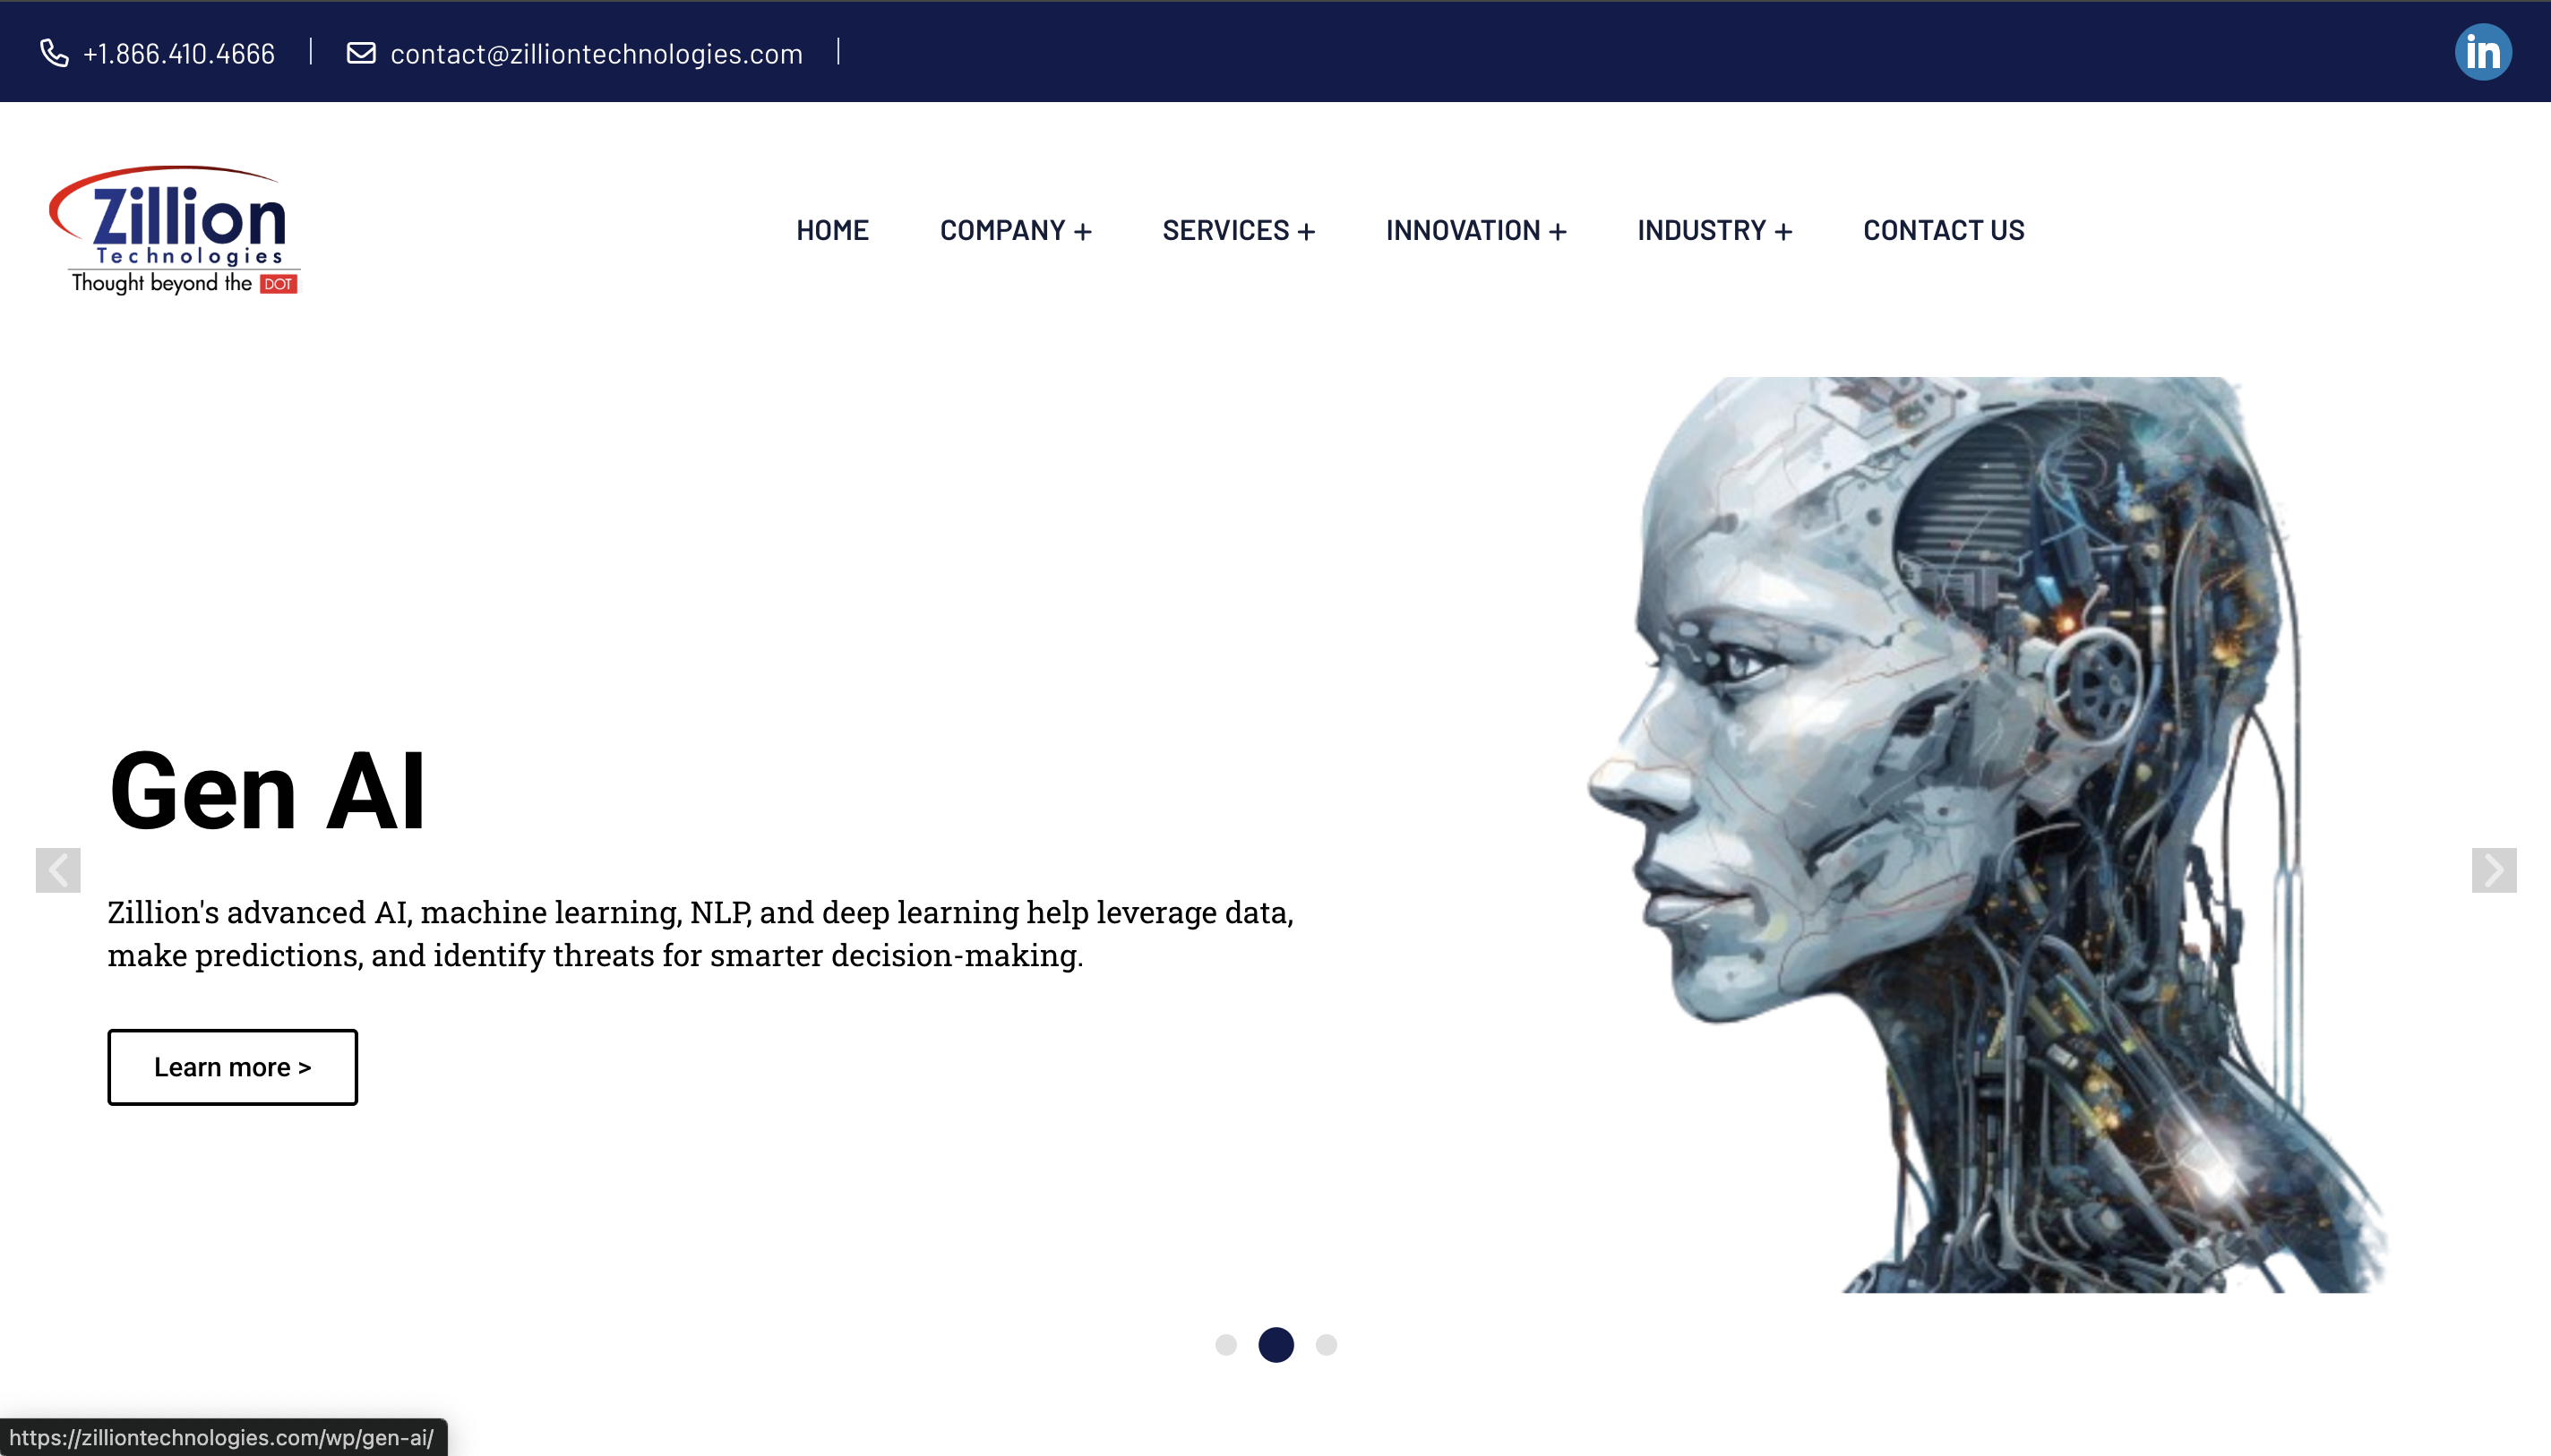 +1.866.410.4666 | contact@zilliontechnologies.com |
in
Zillion
Technologies
Thought beyond the DOT
HOME COMPANY + SERVICES + INNOVATION + INDUSTRY + CONTACT US
Gen AI
Zillion's advanced AI, machine learning, NLP, and deep learning help leverage data,
make predictions, and identify threats for smarter decision-making.
Learn more >
https://zilliontechnologies.com/wp/gen-ai/